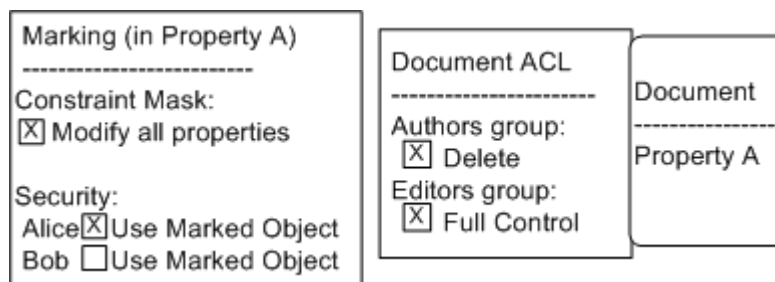 Marking (in Property A)
--------------------------
Constraint Mask:
X Modify all properties
Security:
Alice X Use Marked Object
Bob Use Marked Object
Document ACL
-----------------------
Authors group:
X Delete
Editors group:
X Full Control
Document
----------------
Property A